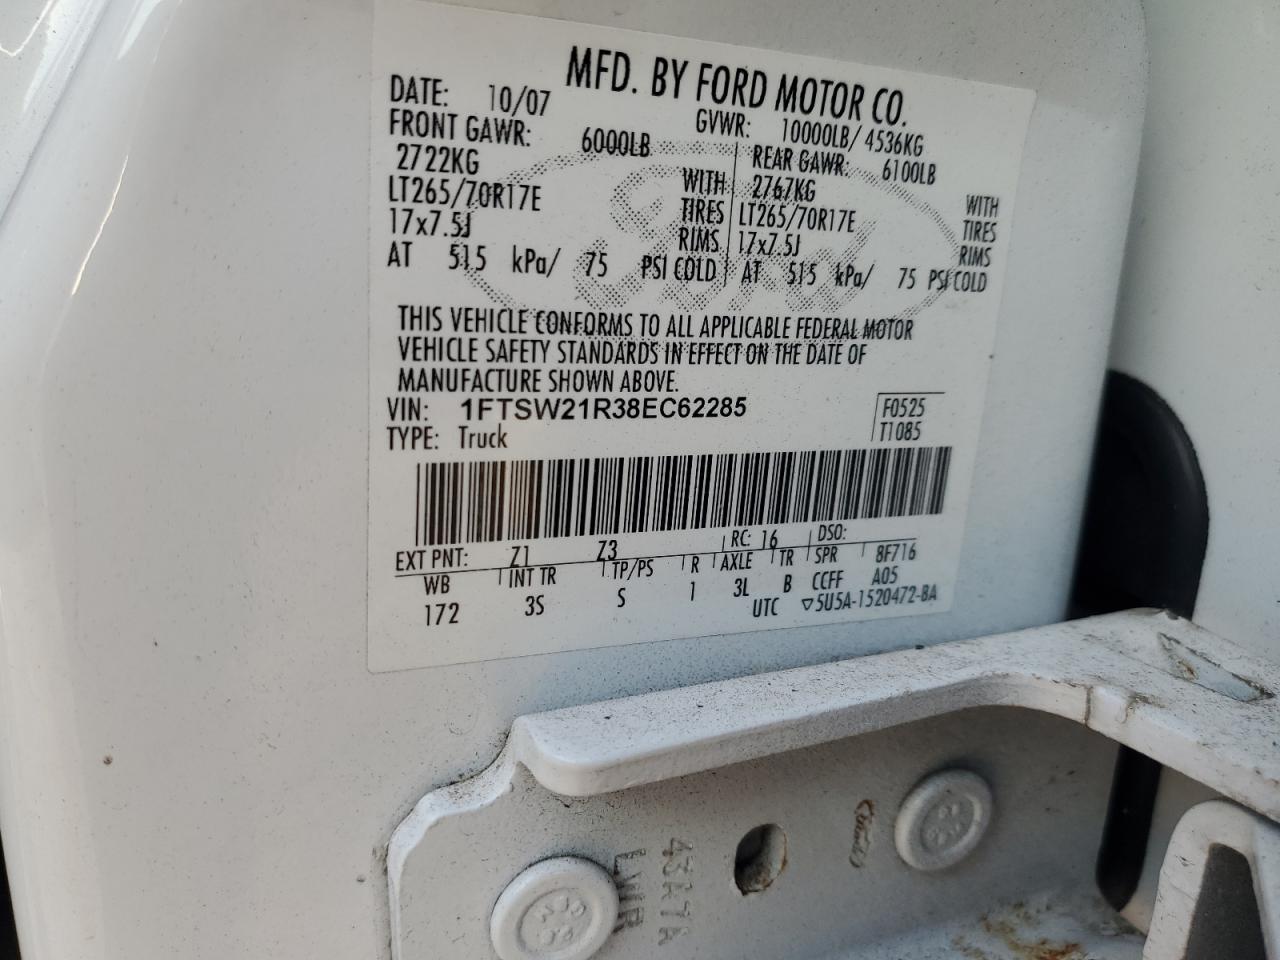 MFD. BY FORD MOTOR CO.
DATE: 10/07
GVWR: 10000LB/ 4536KG
FRONT GAWR: 6000LB
2722KG WITH
LT265/70R17E TIRES
17x7.5J RIMS
AT 515 kPa/ 75 PSI COLD
REAR GAWR: 6100LB
2767KG WITH
LT265/70R17E TIRES
17x7.5J RIMS
AT 515 kPa/ 75 PSI COLD
THIS VEHICLE CONFORMS TO ALL APPLICABLE FEDERAL MOTOR
VEHICLE SAFETY STANDARDS IN EFFECT ON THE DATE OF
MANUFACTURE SHOWN ABOVE.
VIN: 1FTSW21R38EC62285
F0525
TYPE: Truck
T1085
EXT PNT: Z1 Z3 RC: 16 DSO:
WB INT TR TP/PS R AXLE TR SPR 8F716
172 3S S 1 3L B CCFF A05
UTC ▽5U5A-1520472-BA